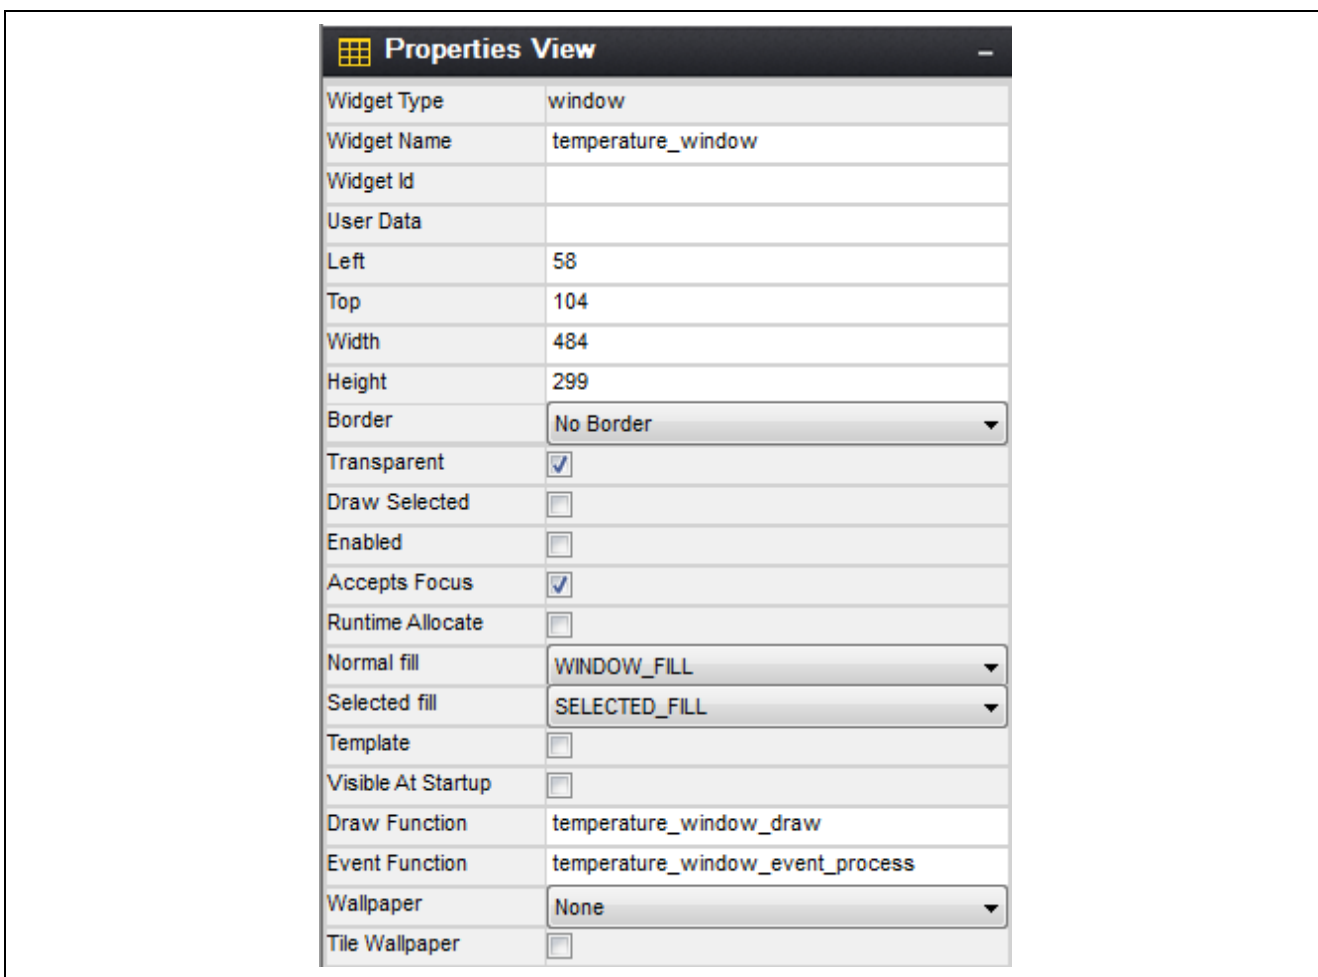 Properties View
Widget Type window
Widget Name temperature_window
Widget Id
User Data
Left 58
Top 104
Width 484
Height 299
Border No Border
Transparent
Draw Selected
Enabled
Accepts Focus
Runtime Allocate
Normal fill WINDOW_FILL
Selected fill SELECTED_FILL
Template
Visible At Startup
Draw Function temperature_window_draw
Event Function temperature_window_event_process
Wallpaper None
Tile Wallpaper